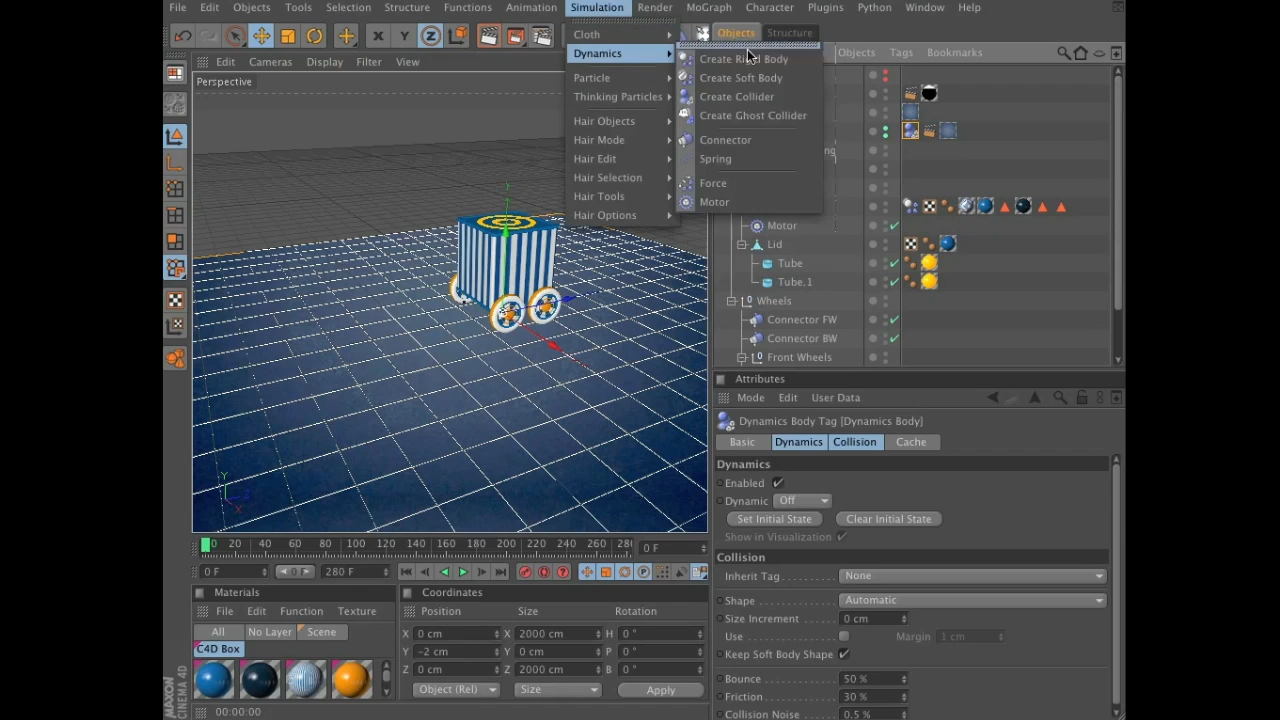 File Edit Objects Tools Selection Structure Functions Animation Simulation Render MoGraph Character Plugins Python Window Help
Cloth
Dynamics
Particle
Thinking Particles
Hair Objects
Hair Mode
Hair Edit
Hair Selection
Hair Tools
Hair Options
Create Rigid Body
Create Soft Body
Create Collider
Create Ghost Collider
Connector
Spring
Force
Motor
Edit Cameras Display Filter View
Perspective
Objects Structure
Objects Tags Bookmarks
ng
Motor
Lid
Tube
Tube.1
Wheels
Connector FW
Connector BW
Front Wheels
Attributes
Mode Edit User Data
Dynamics Body Tag [Dynamics Body]
Basic Dynamics Collision Cache
Dynamics
Enabled
Dynamic Off
Set Initial State Clear Initial State
Show in Visualization
Collision
Inherit Tag None
Shape Automatic
Size Increment 0 cm
Use Margin 1 cm
Keep Soft Body Shape
Bounce 50 %
Friction 30 %
Collision Noise 0.5 %
0 20 40 60 80 100 120 140 160 180 200 220 240 260 28 0 F
0 F 0 280 F
Materials
File Edit Function Texture
All No Layer Scene
C4D Box
Coordinates
Position Size Rotation
X 0 cm X 2000 cm H 0 °
Y -2 cm Y 0 cm P 0 °
Z 0 cm Z 2000 cm B 0 °
Object (Rel) Size Apply
00:00:00
MAXON
CINEMA 4D
X Y Z
Y
X